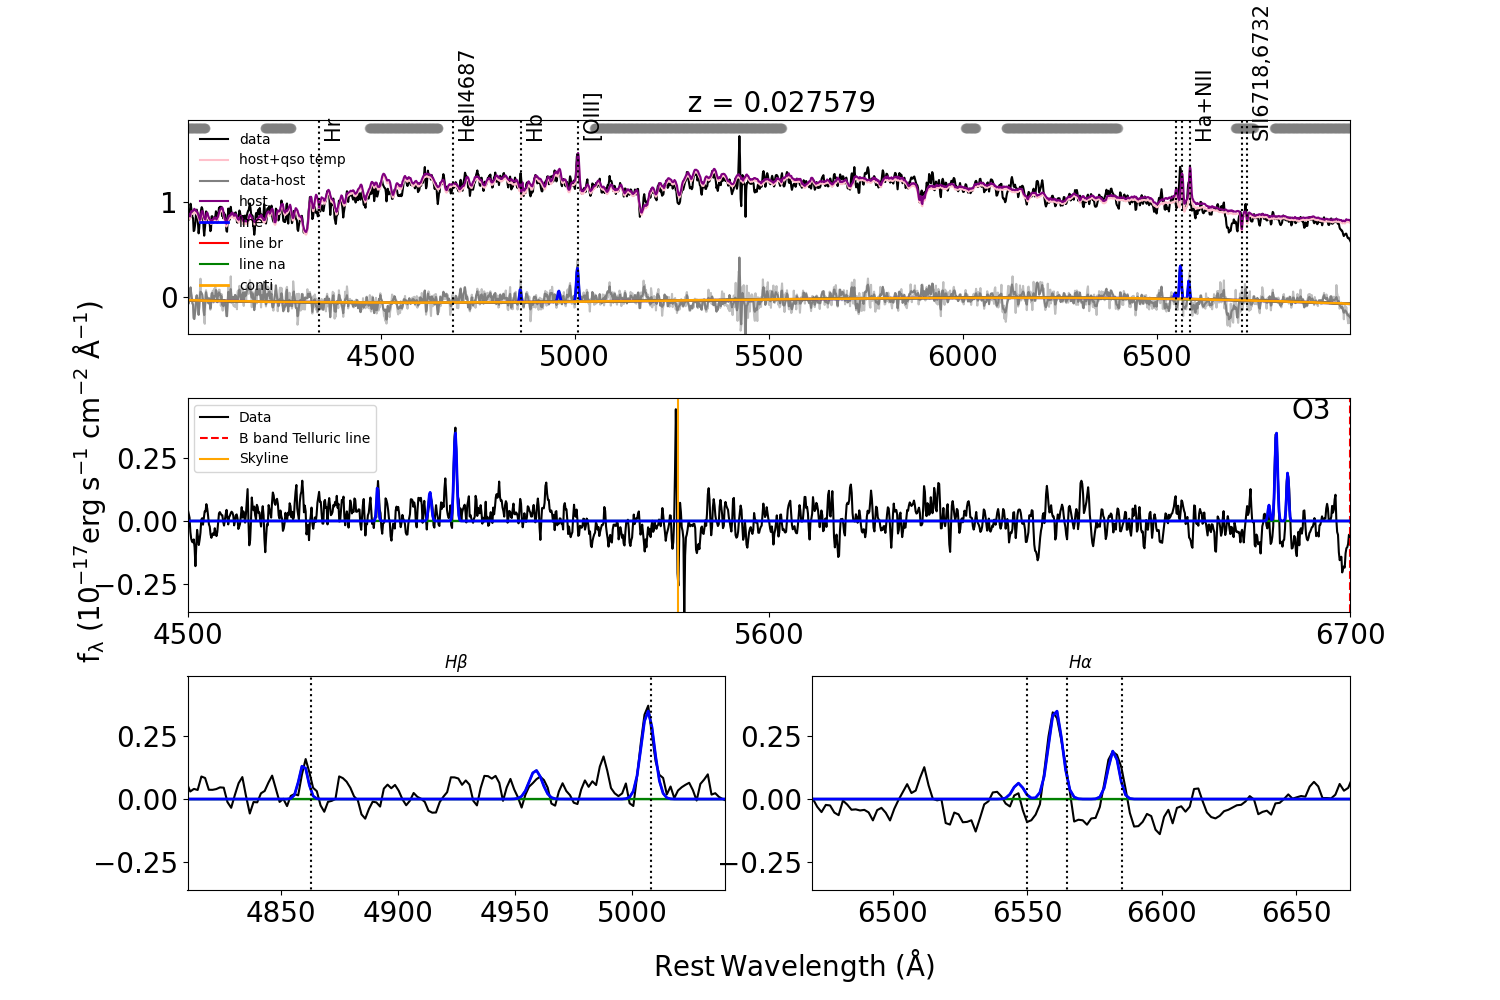 z = 0.027579
Hr
HeII4687
Hb
[OIII]
Ha+NII
SII6718,6732
data
host+qso temp
data-host
host
line
line br
line na
conti
1
0
4500 5000 5500 6000 6500
O3
Data
B band Telluric line
Skyline
0.25
0.00
−0.25
4500 5600 6700
fλ (10−17erg s−1 cm−2 Å−1)
Hβ
0.25
0.00
−0.25
4850 4900 4950 5000
Hα
0.25
0.00
−0.25
6500 6550 6600 6650
Rest Wavelength (Å)